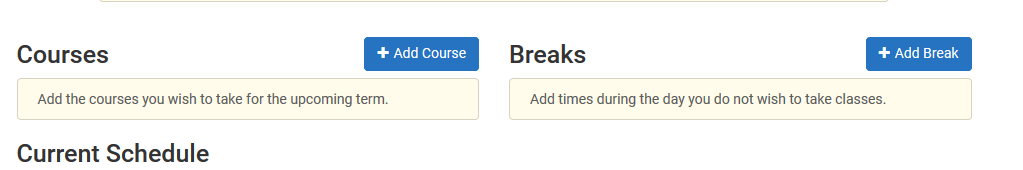 Courses
+ Add Course
Breaks
+ Add Break
Add the courses you wish to take for the upcoming term.
Add times during the day you do not wish to take classes.
Current Schedule